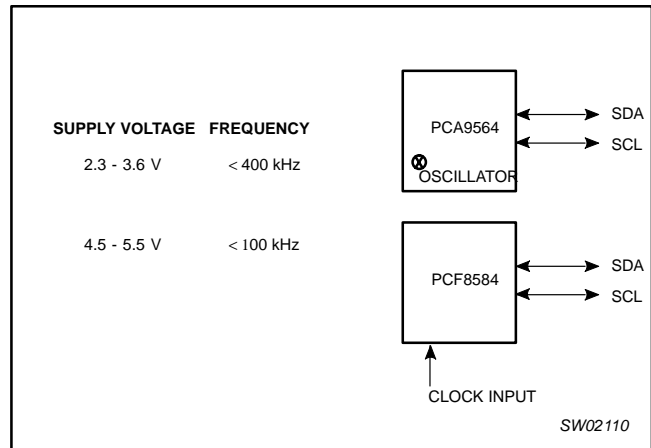 SUPPLY VOLTAGE FREQUENCY
2.3 - 3.6 V < 400 kHz
4.5 - 5.5 V < 100 kHz
PCA9564
OSCILLATOR
SDA
SCL
PCF8584
SDA
SCL
CLOCK INPUT
SW02110